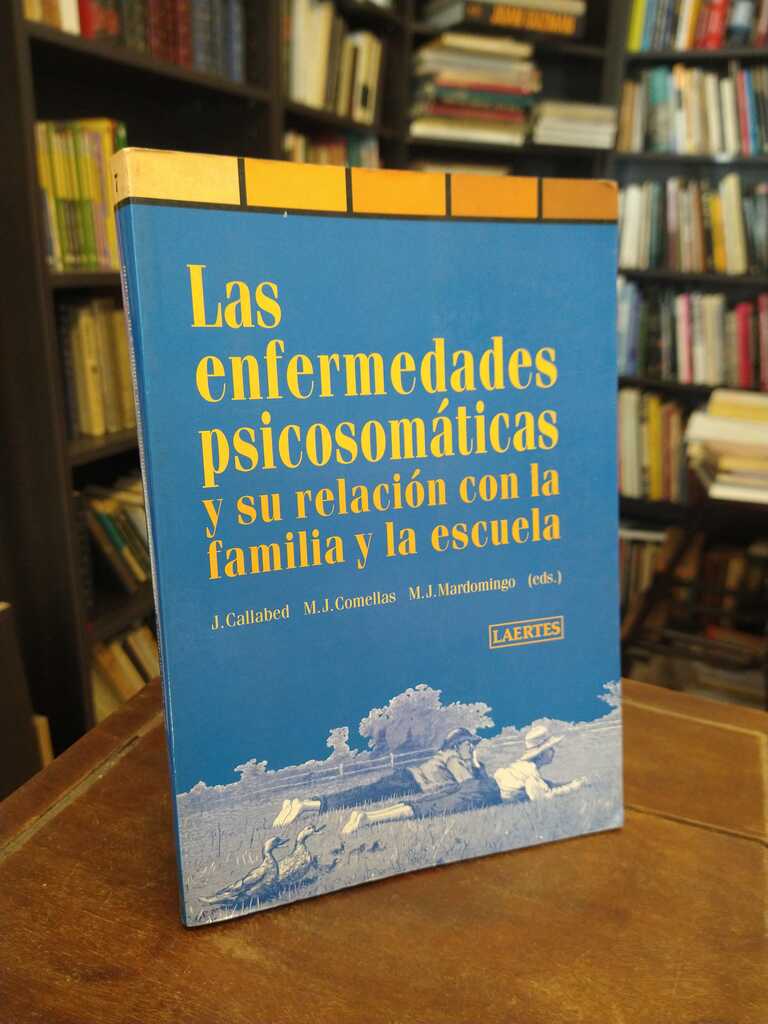 Las
enfermedades
psicosomáticas
y su relación con la
familia y la escuela
J. Callabed M.J. Comellas M.J. Mardomingo (eds.)
LAERTES